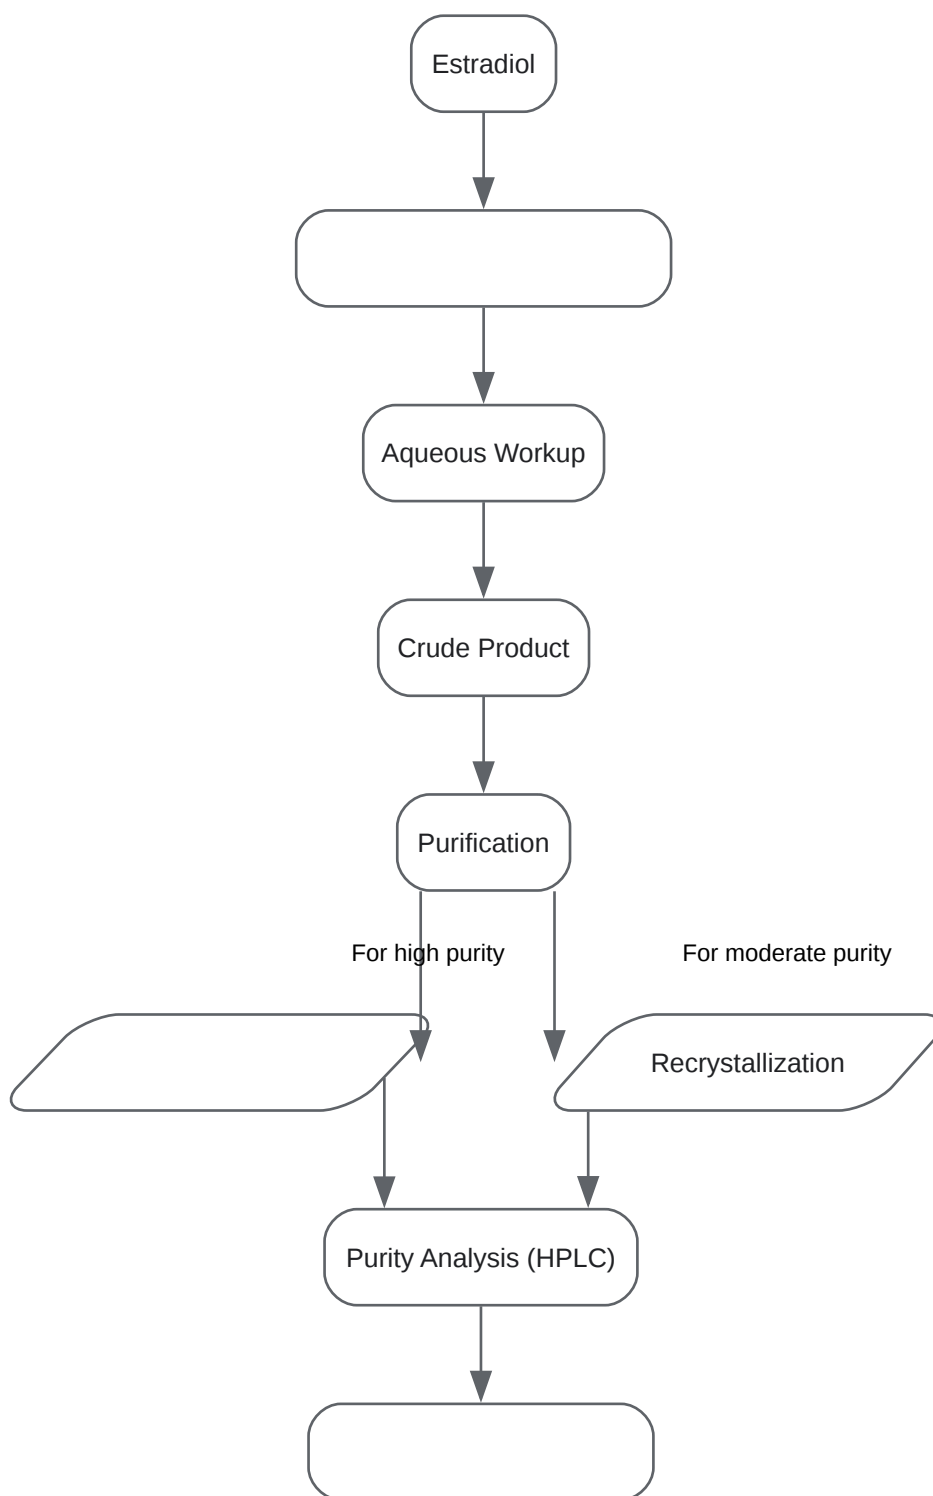 Estradiol
Aqueous Workup
Crude Product
Purification
For high purity
For moderate purity
Recrystallization
Purity Analysis (HPLC)